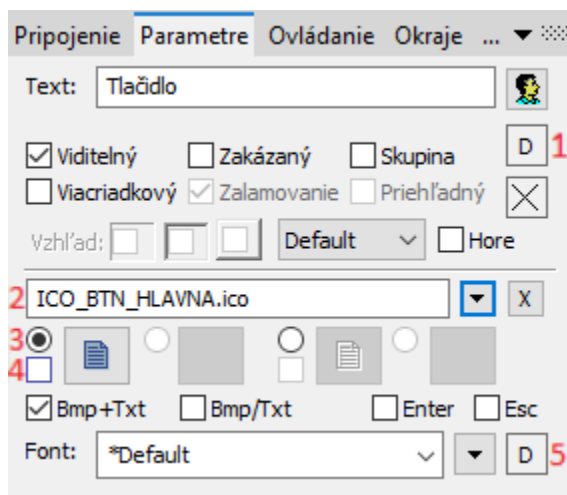 Pripojenie Parametre Ovládanie Okraje ...
Text: Tlačidlo
Viditelný Zakázaný Skupina D 1
Viacriadkový Zalamovanie Priehľadný
Vzhľad: Default Hore
2 ICO_BTN_HLAVNA.ico X
3
4
Bmp+Txt Bmp/Txt Enter Esc
Font: *Default D 5